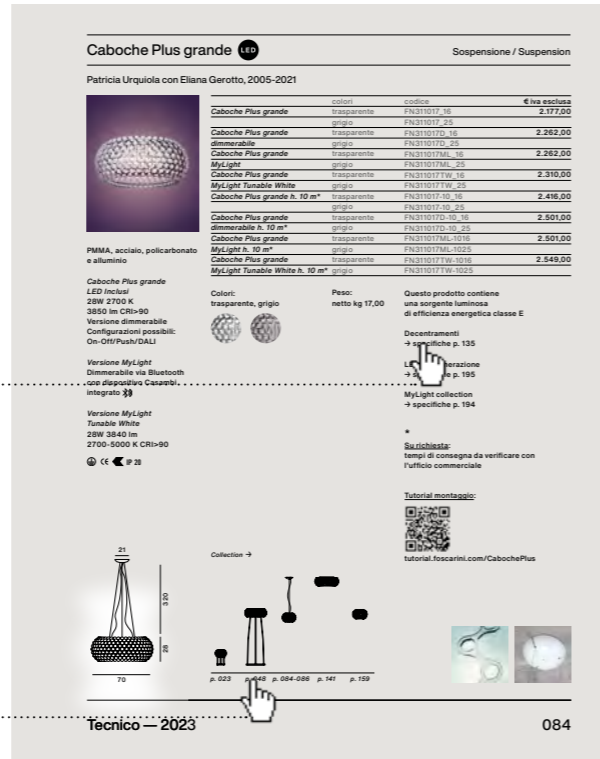 Caboche Plus grande LED
Sospensione / Suspension
Patricia Urquiola con Eliana Gerotto, 2005-2021
colori codice € iva esclusa
Caboche Plus grande trasparente FN311017_16 2.177,00
grigio FN311017_25
Caboche Plus grande trasparente FN311017D_16 2.262,00
dimmerabile grigio FN311017D_25
Caboche Plus grande trasparente FN311017ML_16 2.262,00
MyLight grigio FN311017ML_25
Caboche Plus grande trasparente FN311017TW_16 2.310,00
MyLight Tunable White grigio FN311017TW_25
Caboche Plus grande h. 10 m* trasparente FN311017-10_16 2.416,00
grigio FN311017-10_25
Caboche Plus grande trasparente FN311017D-10_16 2.501,00
dimmerabile h. 10 m* grigio FN311017D-10_25
Caboche Plus grande trasparente FN311017ML-1016 2.501,00
MyLight h. 10 m* grigio FN311017ML-1025
Caboche Plus grande trasparente FN311017TW-1016 2.549,00
MyLight Tunable White h. 10 m* grigio FN311017TW-1025
PMMA, acciaio, policarbonato
e alluminio
Caboche Plus grande
LED Inclusi
28W 2700 K
3850 lm CRI>90
Versione dimmerabile
Configurazioni possibili:
On-Off/Push/DALI
Versione MyLight
Dimmerabile via Bluetooth
con dispositivo Casambi
integrato
Versione MyLight
Tunable White
28W 3840 lm
2700-5000 K CRI>90
CE IP 20
Colori:
trasparente, grigio
Peso:
netto kg 17,00
Questo prodotto contiene
una sorgente luminosa
di efficienza energetica classe E
Decentramenti
→ specifiche p. 135
p. 195
MyLight collection
→ specifiche p. 194
*
Su richiesta:
tempi di consegna da verificare con
l'ufficio commerciale
Tutorial montaggio:
tutorial.foscarini.com/CabochePlus
21
320
28
70
Collection →
p. 023 p. 048 p. 084-086 p. 141 p. 159
Tecnico — 2023
084